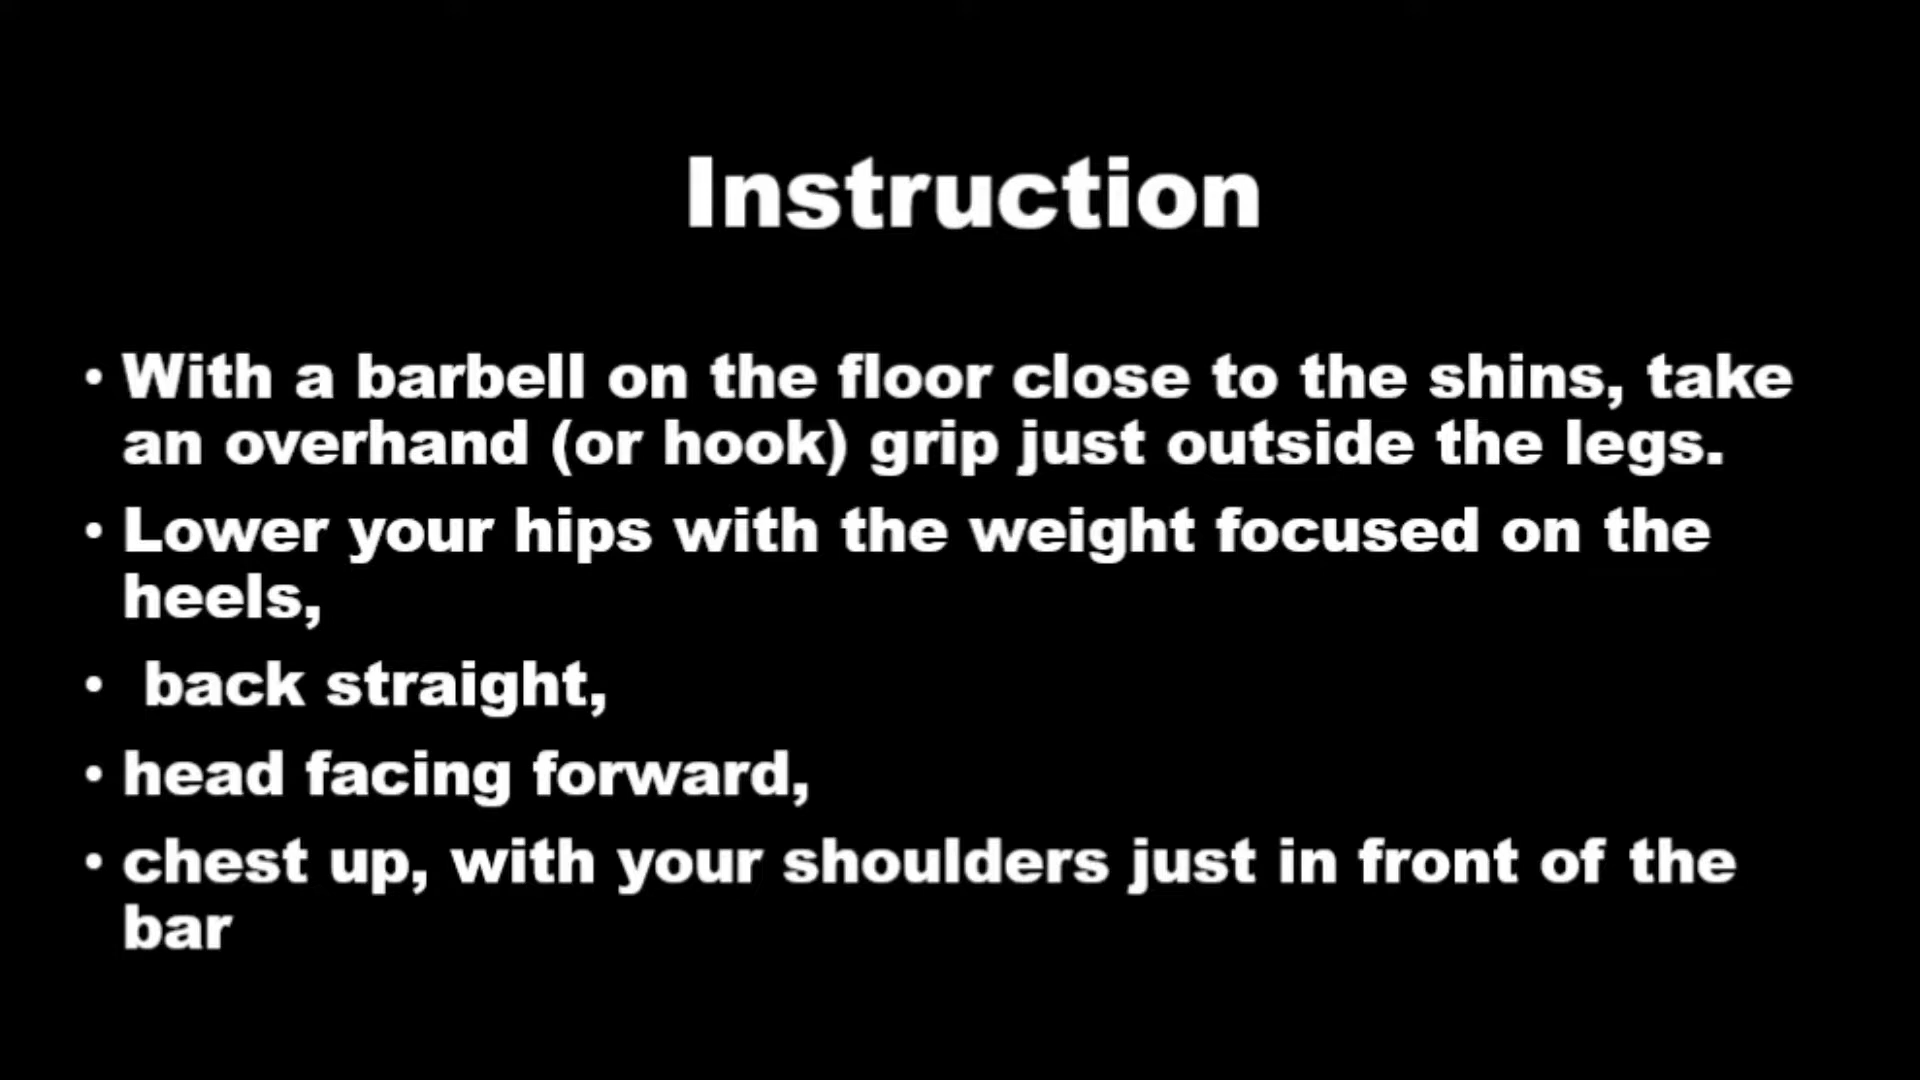 Instruction
• With a barbell on the floor close to the shins, take
an overhand (or hook) grip just outside the legs.
• Lower your hips with the weight focused on the
heels,
• back straight,
• head facing forward,
• chest up, with your shoulders just in front of the
bar